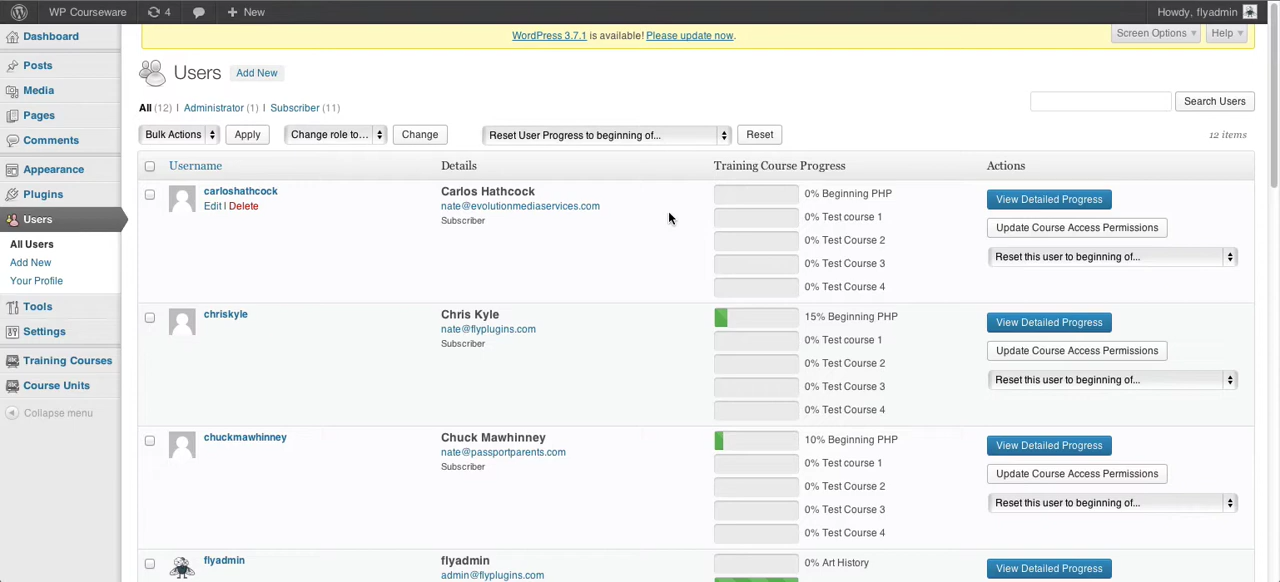 WP Courseware 4 + New Howdy, flyadmin
WordPress 3.7.1 is available! Please update now.
Screen Options Help
Dashboard
Posts
Media
Pages
Comments
Appearance
Plugins
Users
All Users
Add New
Your Profile
Tools
Settings
Training Courses
Course Units
Collapse menu
Users Add New
All (12) | Administrator (1) | Subscriber (11)
Search Users
Bulk Actions Apply Change role to... Change Reset User Progress to beginning of... Reset 12 items
Username Details Training Course Progress Actions
carloshathcock
Edit | Delete
Carlos Hathcock
nate@evolutionmediaservices.com
Subscriber
0% Beginning PHP
0% Test course 1
0% Test Course 2
0% Test Course 3
0% Test Course 4
View Detailed Progress
Update Course Access Permissions
Reset this user to beginning of...
chriskyle
Chris Kyle
nate@flyplugins.com
Subscriber
15% Beginning PHP
0% Test course 1
0% Test Course 2
0% Test Course 3
0% Test Course 4
View Detailed Progress
Update Course Access Permissions
Reset this user to beginning of...
chuckmawhinney
Chuck Mawhinney
nate@passportparents.com
Subscriber
10% Beginning PHP
0% Test course 1
0% Test Course 2
0% Test Course 3
0% Test Course 4
View Detailed Progress
Update Course Access Permissions
Reset this user to beginning of...
flyadmin
flyadmin
admin@flyplugins.com
0% Art History
View Detailed Progress